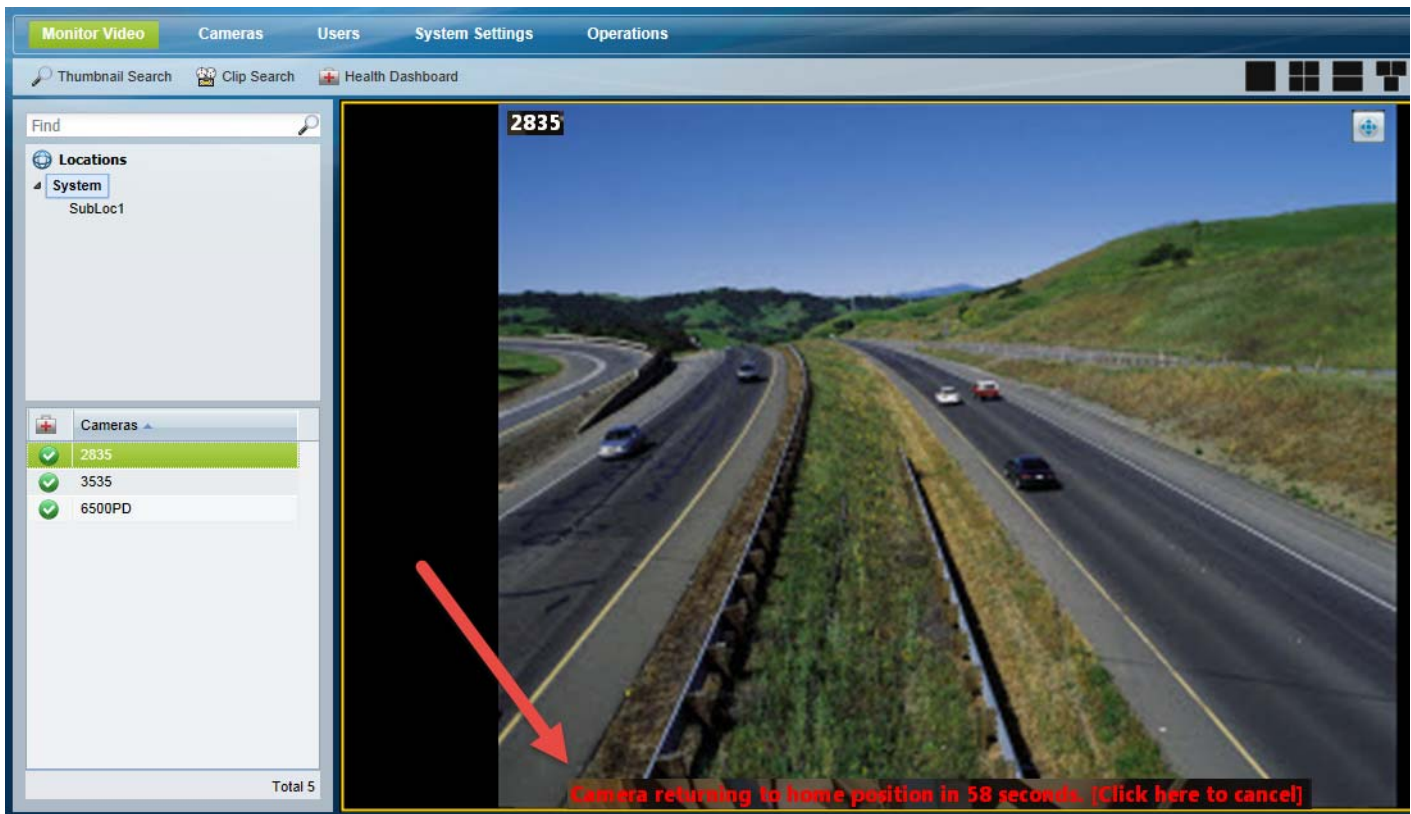 Monitor Video Cameras Users System Settings Operations
Thumbnail Search Clip Search Health Dashboard
Find
Locations
System
SubLoc1
Cameras
2835
3535
6500PD
Total 5
2835
Camera returning to home position in 58 seconds. [Click here to cancel]